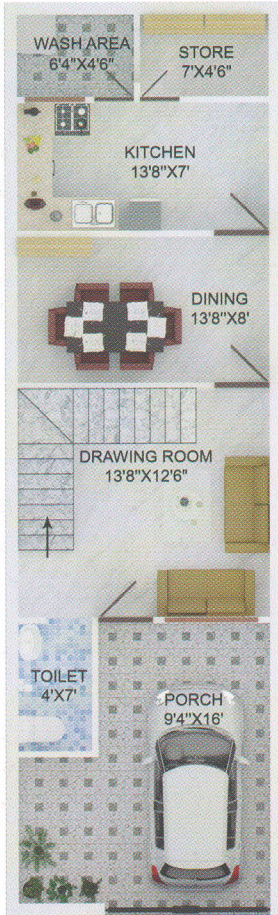 WASH AREA
6'4"X4'6"
STORE
7'X4'6"
KITCHEN
13'8"X7'
DINING
13'8"X8'
DRAWING ROOM
13'8"X12'6"
TOILET
4'X7'
PORCH
9'4"X16'